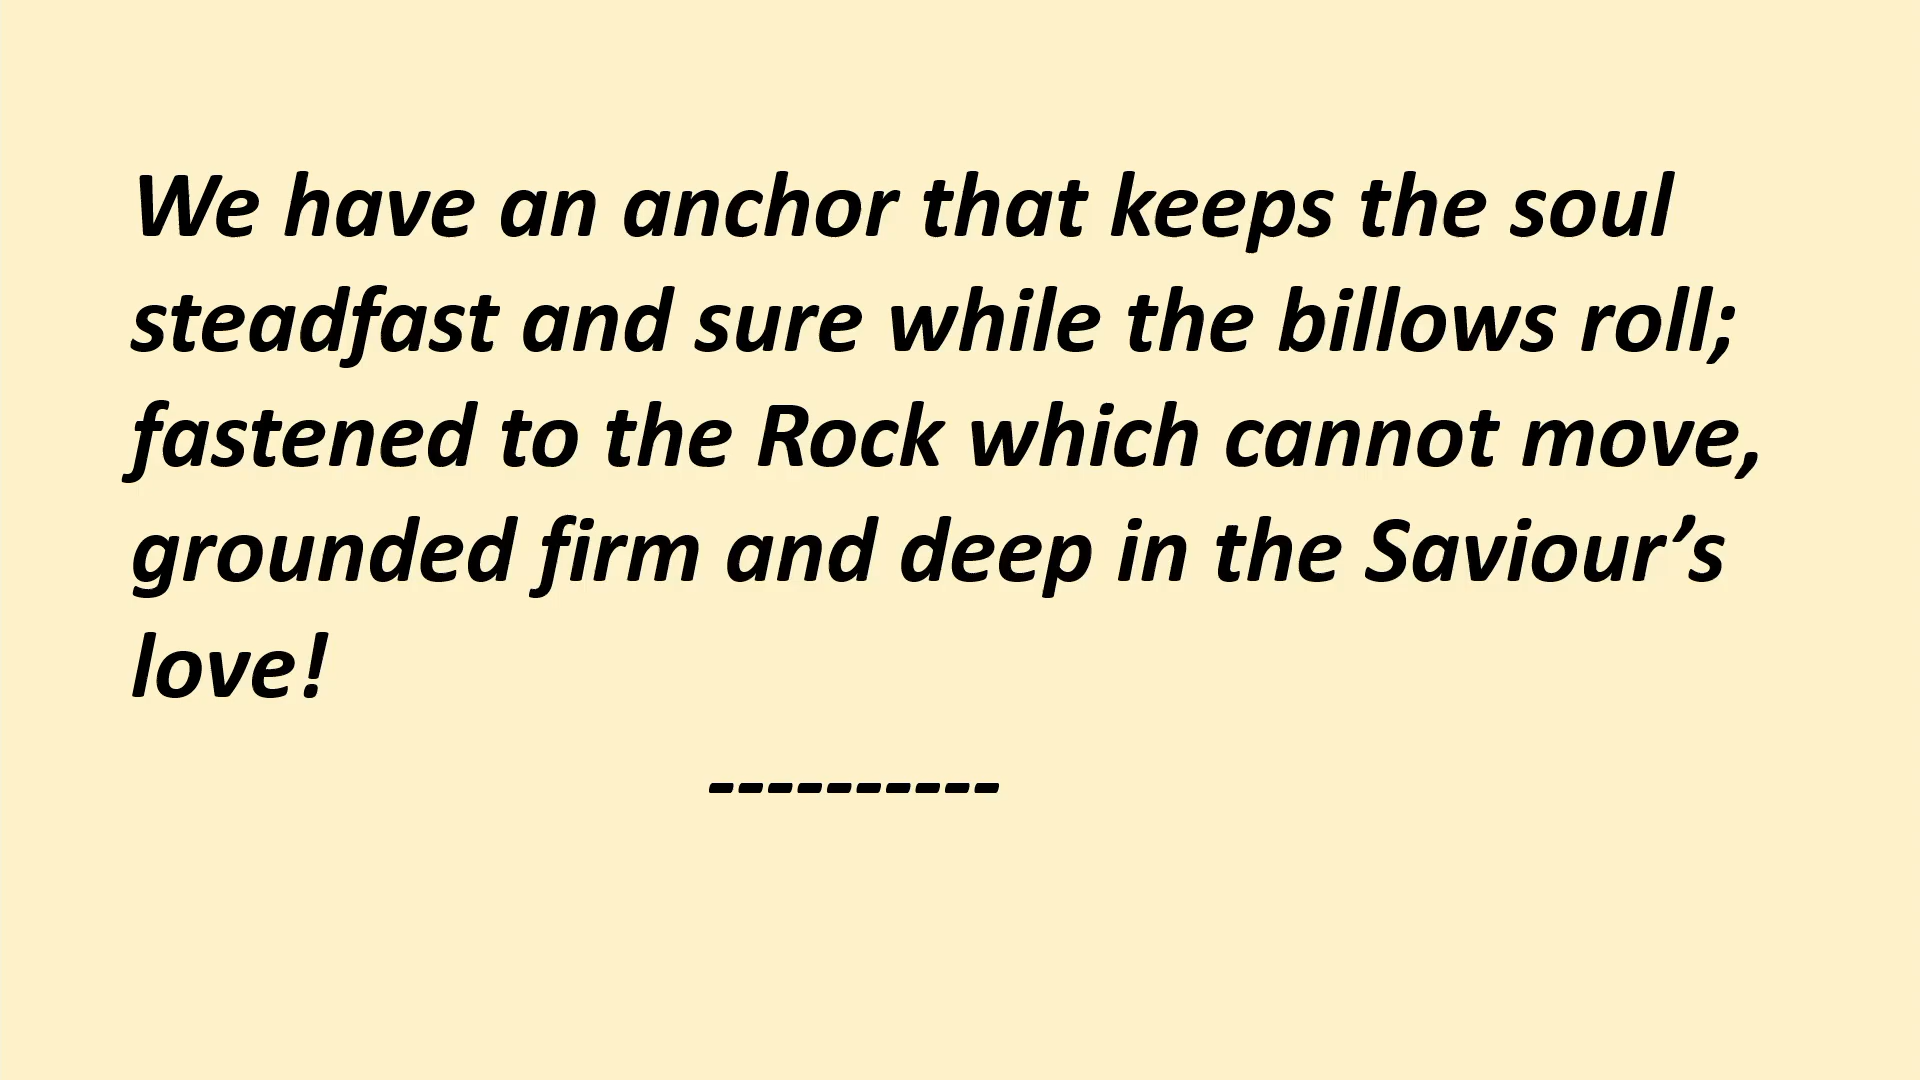 We have an anchor that keeps the soul
steadfast and sure while the billows roll;
fastened to the Rock which cannot move,
grounded firm and deep in the Saviour’s
love!
----------